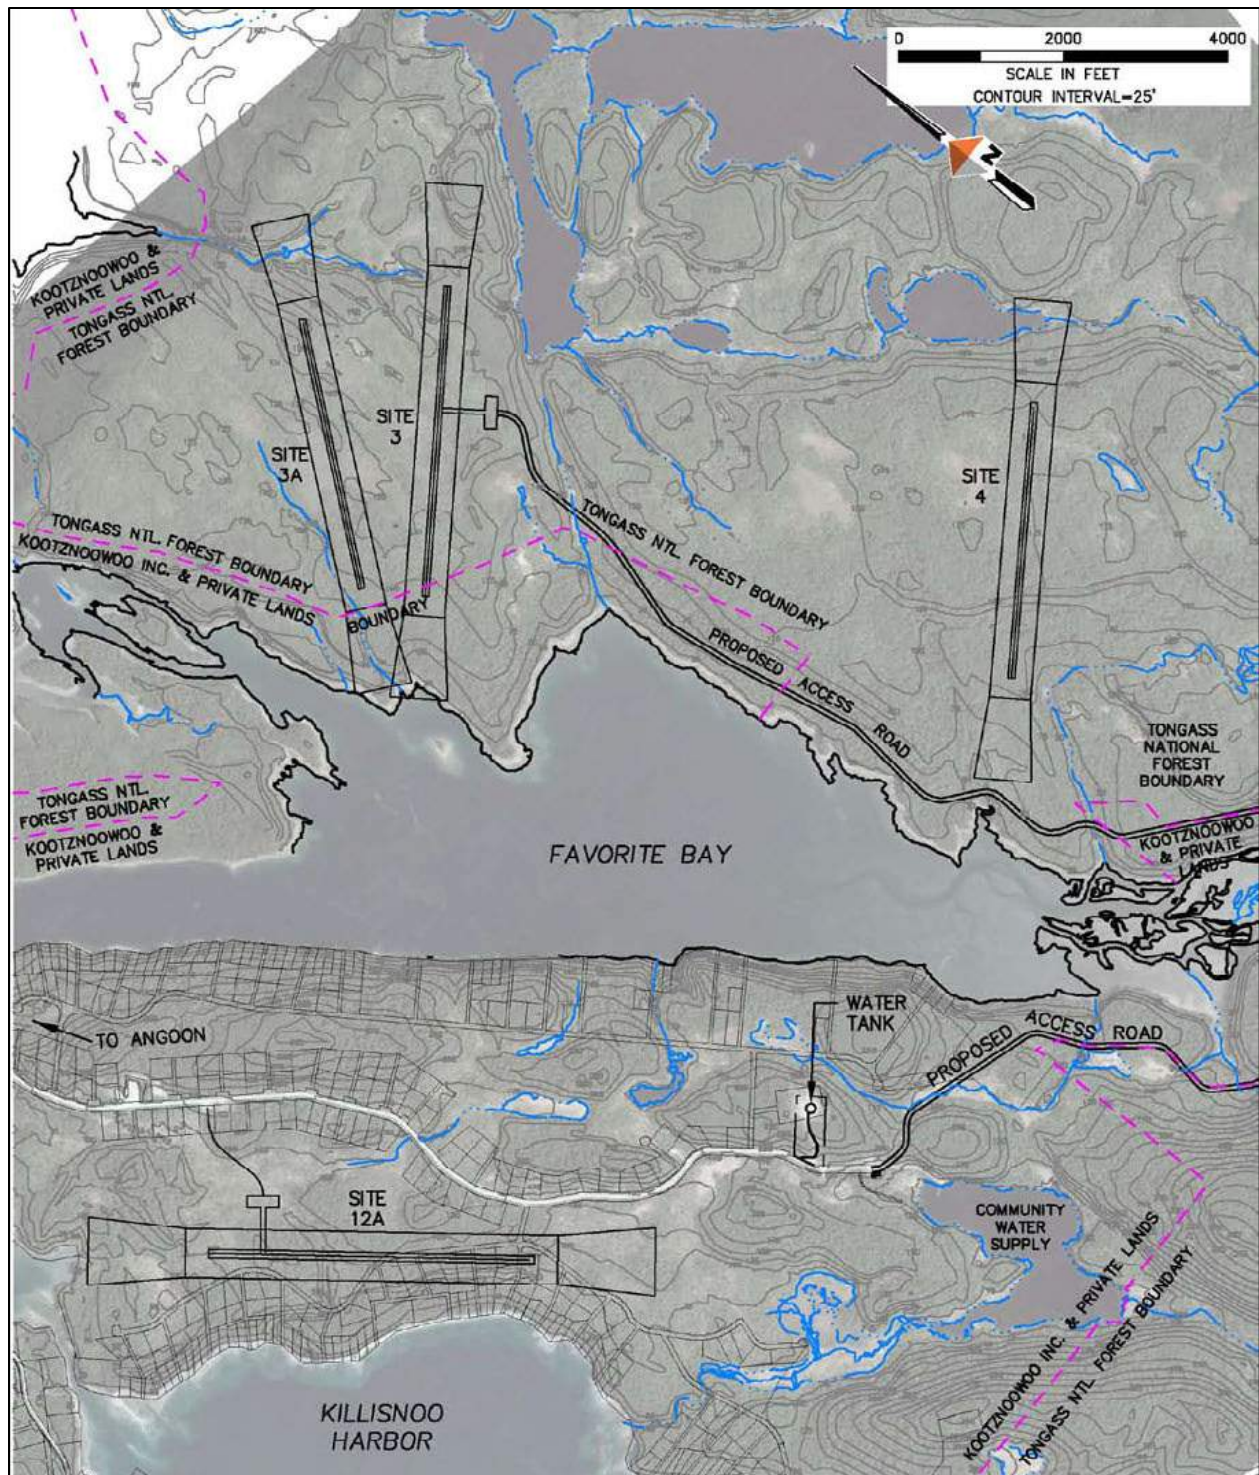 0 2000 4000
SCALE IN FEET
CONTOUR INTERVAL=25'
N
KOOTZNOOWOO &
PRIVATE LANDS
TONGASS NTL.
FOREST BOUNDARY
SITE
3
SITE
3A
SITE
4
TONGASS NTL. FOREST BOUNDARY
KOOTZNOOWOO INC. & PRIVATE LANDS
BOUNDARY
TONGASS NTL. FOREST BOUNDARY
PROPOSED ACCESS ROAD
TONGASS
NATIONAL
FOREST
BOUNDARY
TONGASS NTL.
FOREST BOUNDARY
KOOTZNOOWOO &
PRIVATE LANDS
KOOTZNOOWOO
& PRIVATE
LANDS
FAVORITE BAY
WATER
TANK
TO ANGOON
PROPOSED ACCESS ROAD
SITE
12A
COMMUNITY
WATER
SUPPLY
KOOTZNOOWOO INC. & PRIVATE LANDS
TONGASS NTL. FOREST BOUNDARY
KILLISNOO
HARBOR